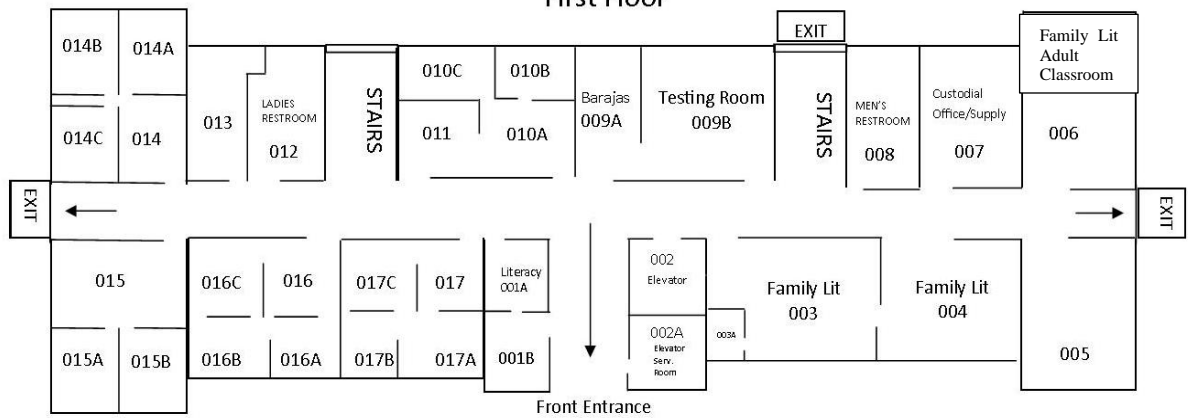 First Floor
014B
014A
014C
014
013
LADIES
RESTROOM
012
STAIRS
010C
010B
011
010A
Barajas
009A
Testing Room
009B
EXIT
STAIRS
MEN'S
RESTROOM
008
Custodial
Office/Supply
007
Family Lit
Adult
Classroom
006
EXIT
EXIT
015
015A
015B
016C
016
016B
016A
017C
017
017B
017A
Literacy
001A
001B
002
Elevator
002A
Elevator
Serv.
Room
003A
Family Lit
003
Family Lit
004
005
Front Entrance